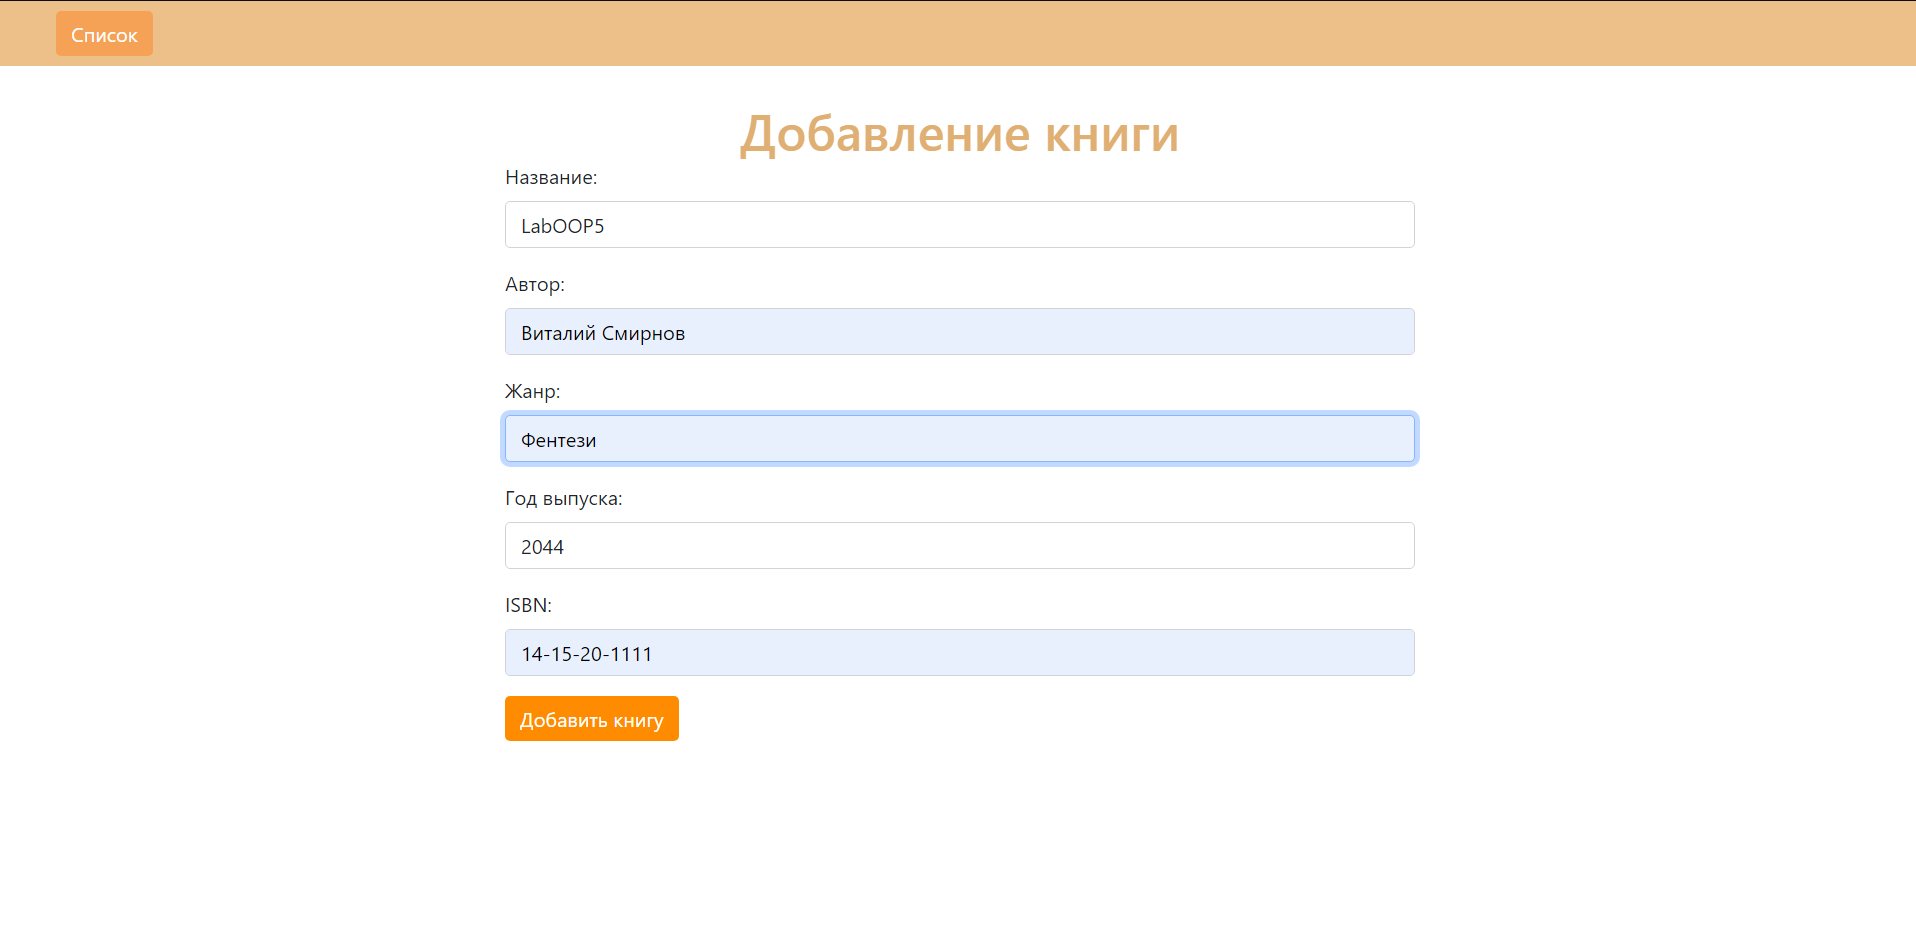 Список
Добавление книги
Название:
LabOOP5
Автор:
Виталий Смирнов
Жанр:
Фентези
Год выпуска:
2044
ISBN:
14-15-20-1111
Добавить книгу